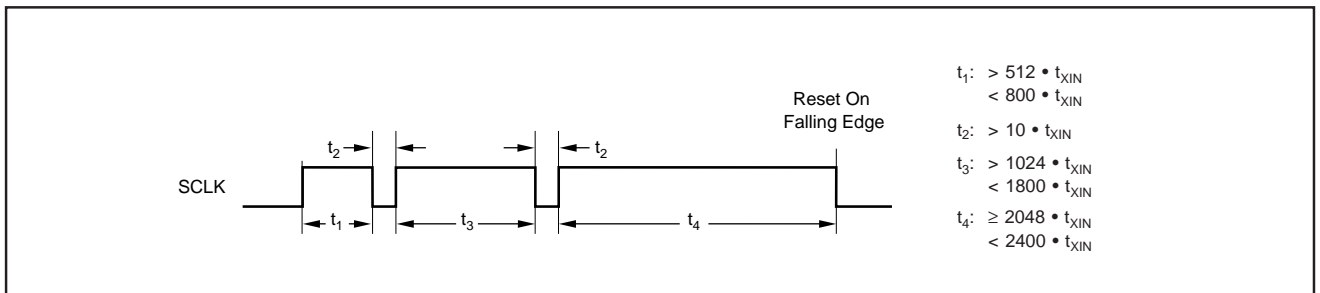 Reset On
Falling Edge
t₂
t₂
SCLK
t₁
t₃
t₄
t₁: > 512 • tXIN
< 800 • tXIN
t₂: > 10 • tXIN
t₃: > 1024 • tXIN
< 1800 • tXIN
t₄: ≥ 2048 • tXIN
< 2400 • tXIN